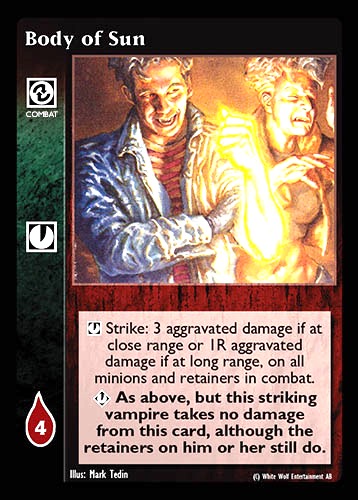 Body of Sun
COMBAT
Strike: 3 aggravated damage if at
close range or 1R aggravated
damage if at long range, on all
minions and retainers in combat.
As above, but this striking
vampire takes no damage
from this card, although the
retainers on him or her still do.
4
Illus: Mark Tedin
(C) White Wolf Entertainment AB